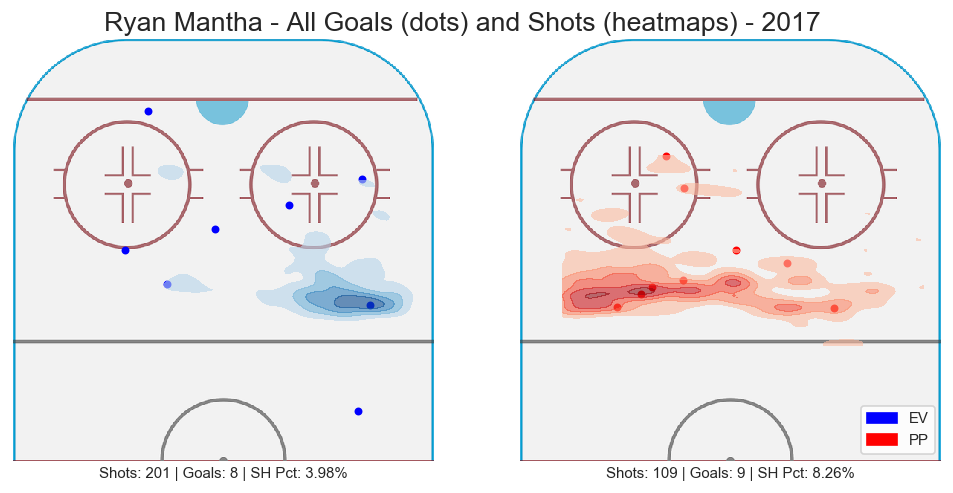 Ryan Mantha - All Goals (dots) and Shots (heatmaps) - 2017
EV
PP
Shots: 201 | Goals: 8 | SH Pct: 3.98%
Shots: 109 | Goals: 9 | SH Pct: 8.26%